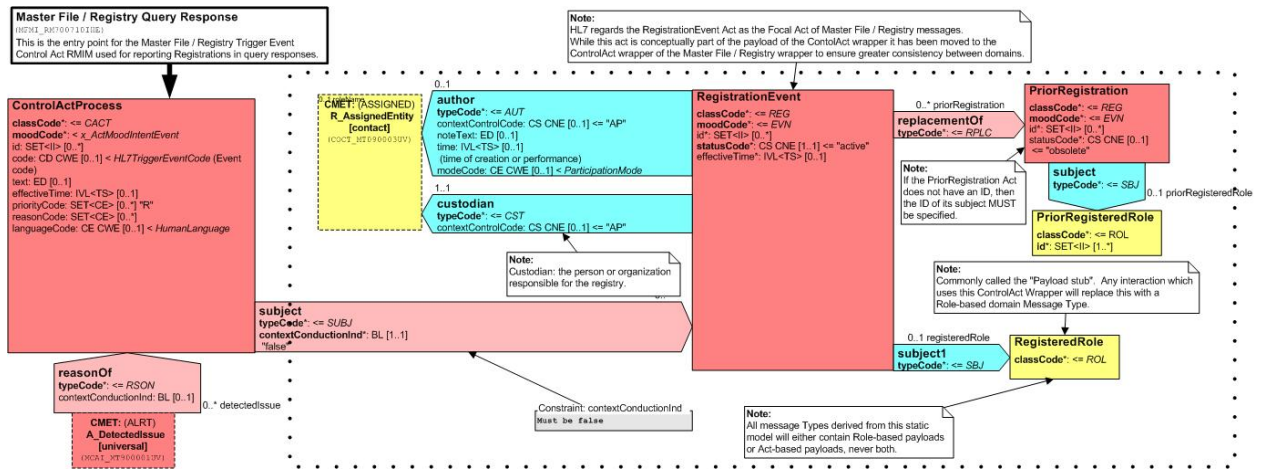 Master File / Registry Query Response
This is the entry point for the Master File / Registry Trigger Event
Control Act RMIM used for reporting Registrations in query responses.
Note:
HL7 regards the RegistrationEvent Act as the Focal Act of Master File / Registry messages.
While this act is conceptually part of the payload of the ContolAct wrapper it has been moved to the
ControlAct wrapper of the Master File / Registry wrapper to ensure greater consistency between domains.
ControlActProcess
classCode*: <= CACT
moodCode*: < x_ActMoodIntentEvent
id: SET<II> [0..*]
code: CD CWE [0..1] < HL7TriggerEventCode (Event
code)
text: ED [0..1]
effectiveTime: IVL<TS> [0..1]
priorityCode: SET<CE> [0..*] "R"
reasonCode: SET<CE> [0..*]
languageCode: CE CWE [0..1] < HumanLanguage
CMET: (ASSIGNED)
R_AssignedEntity
[contact]
(COCT_MT090003UV)
0..1
author
typeCode*: <= AUT
contextControlCode: CS CNE [0..1] <= "AP"
noteText: ED [0..1]
time: IVL<TS> [0..1]
(time of creation or performance)
modeCode: CE CWE [0..1] < ParticipationMode
1..1
custodian
typeCode*: <= CST
contextControlCode: CS CNE [0..1] <= "AP"
Note:
Custodian: the person or organization
responsible for the registry.
RegistrationEvent
classCode*: <= REG
moodCode*: <= EVN
id*: SET<II> [0..*]
statusCode*: CS CNE [1..1] <= "active"
effectiveTime*: IVL<TS> [0..1]
0..* priorRegistration
replacementOf
typeCode*: <= RPLC
PriorRegistration
classCode*: <= REG
moodCode*: <= EVN
id*: SET<II> [0..*]
statusCode*: CS CNE [0..1]
<= "obsolete"
Note:
If the PriorRegistration Act
does not have an ID, then
the ID of its subject MUST
be specified.
subject
typeCode*: <= SBJ
0..1 priorRegisteredRole
PriorRegisteredRole
classCode*: <= ROL
id*: SET<II> [1..*]
Note:
Commonly called the "Payload stub". Any interaction which
uses this ControlAct Wrapper will replace this with a
Role-based domain Message Type.
subject
typeCode*: <= SUBJ
contextConductionInd*: BL [1..1]
"false"
0..1 registeredRole
subject1
typeCode*: <= SBJ
RegisteredRole
classCode*: <= ROL
reasonOf
typeCode*: <= RSON
contextConductionInd: BL [0..1]
0..* detectedIssue
CMET: (ALRT)
A_DetectedIssue
[universal]
(MCAI_MT900001UV)
Constraint: contextConductionInd
Must be false
Note:
All message Types derived from this static
model will either contain Role-based payloads
or Act-based payloads, never both.